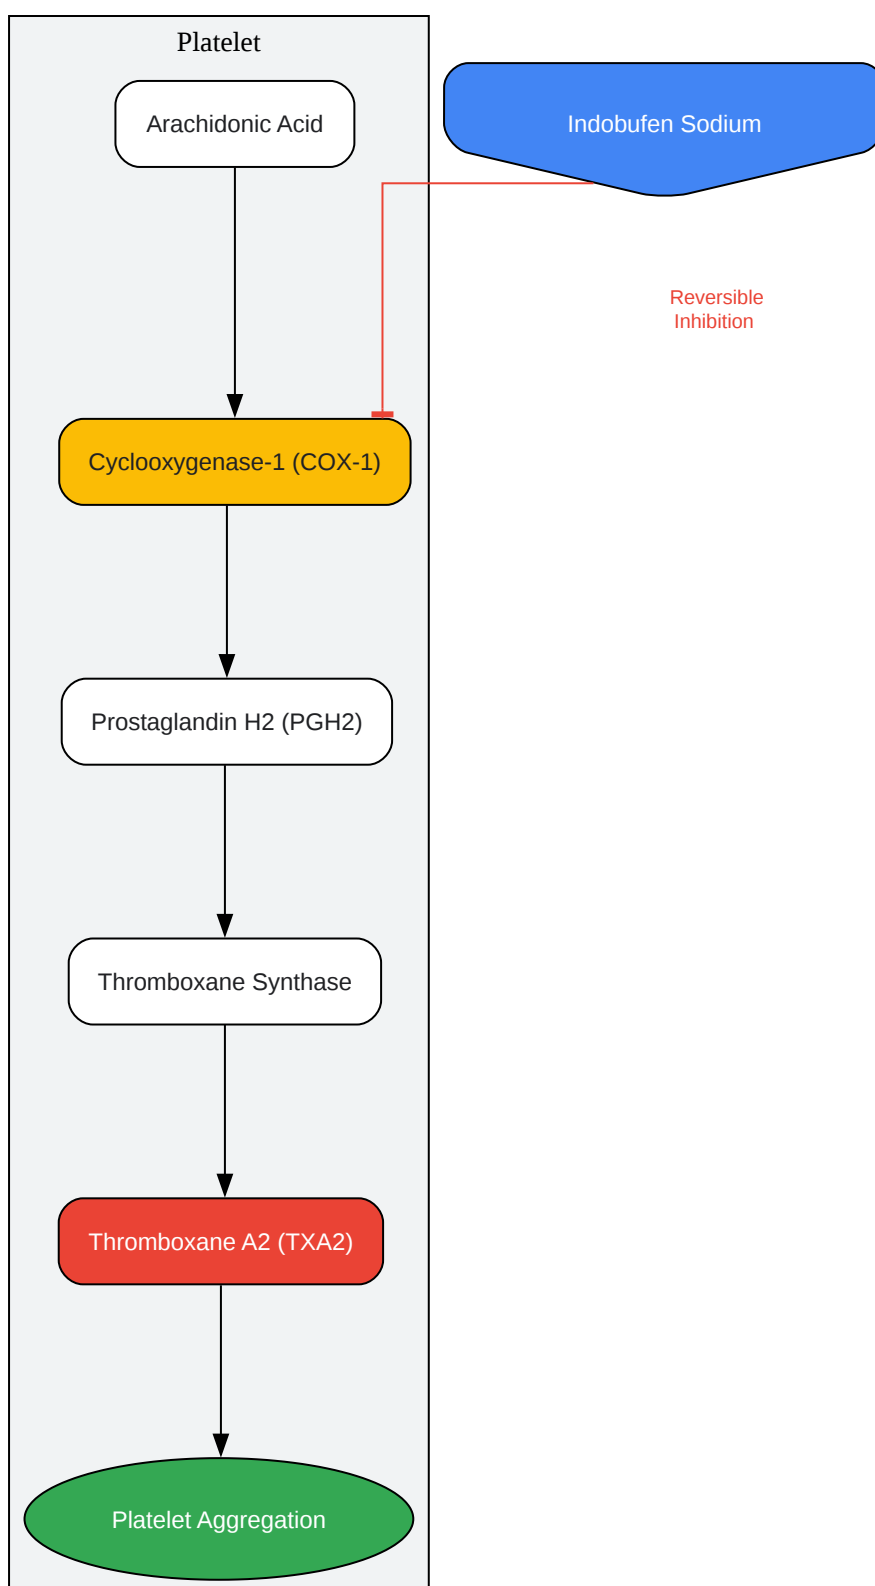 Platelet
Arachidonic Acid
Indobufen Sodium
Reversible
Inhibition
Cyclooxygenase-1 (COX-1)
Prostaglandin H2 (PGH2)
Thromboxane Synthase
Thromboxane A2 (TXA2)
Platelet Aggregation